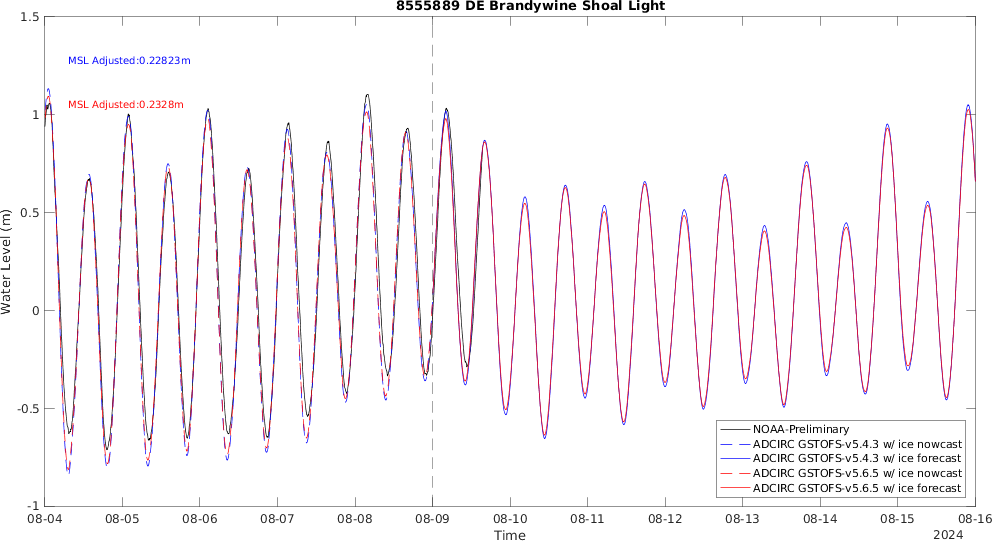 8555889 DE Brandywine Shoal Light
1.5
MSL Adjusted:0.22823m
MSL Adjusted:0.2328m
1
0.5
Water Level (m)
0
-0.5
-1
NOAA-Preliminary
ADCIRC GSTOFS-v5.4.3 w/ ice nowcast
ADCIRC GSTOFS-v5.4.3 w/ ice forecast
ADCIRC GSTOFS-v5.6.5 w/ ice nowcast
ADCIRC GSTOFS-v5.6.5 w/ ice forecast
08-04 08-05 08-06 08-07 08-08 08-09 08-10 08-11 08-12 08-13 08-14 08-15 08-16
Time
2024